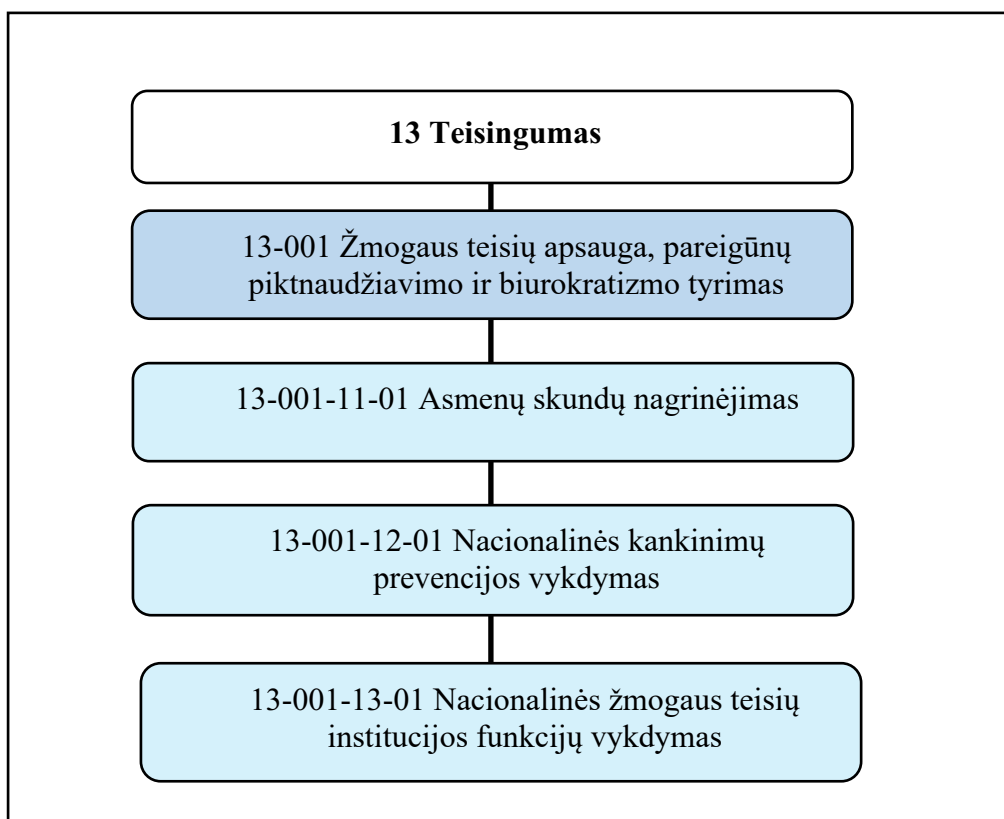 13 Teisingumas
13-001 Žmogaus teisių apsauga, pareigūnų
piktnaudžiavimo ir biurokratizmo tyrimas
13-001-11-01 Asmenų skundų nagrinėjimas
13-001-12-01 Nacionalinės kankinimų
prevencijos vykdymas
13-001-13-01 Nacionalinės žmogaus teisių
institucijos funkcijų vykdymas